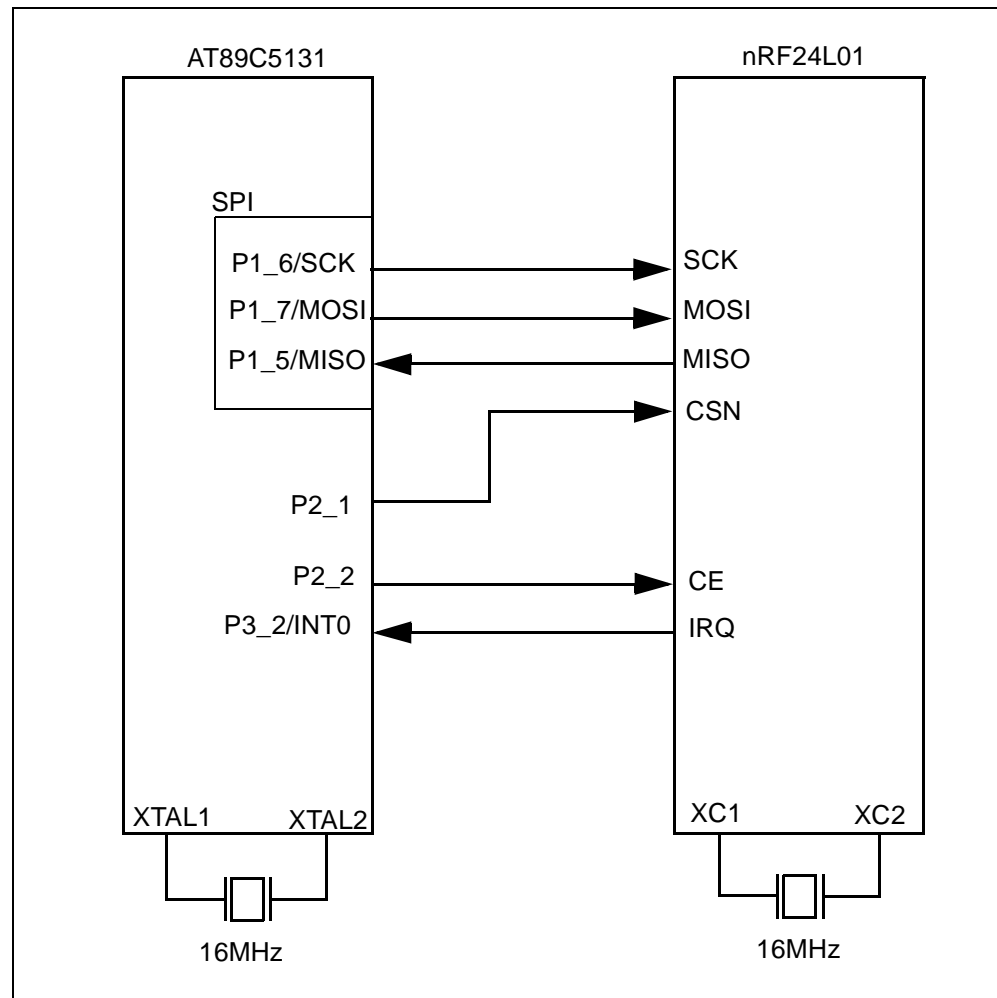 AT89C5131
nRF24L01
SPI
P1_6/SCK
P1_7/MOSI
P1_5/MISO
P2_1
P2_2
P3_2/INT0
XTAL1
XTAL2
16MHz
SCK
MOSI
MISO
CSN
CE
IRQ
XC1
XC2
16MHz